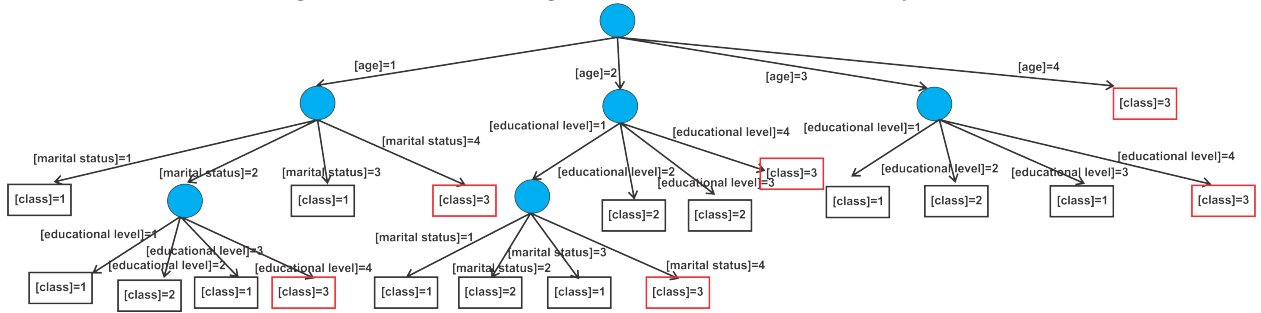 [age]=1
[age]=2
[age]=3
[age]=4
[class]=3
[marital status]=1
[marital status]=2
[marital status]=3
[marital status]=4
[educational level]=1
[educational level]=2
[educational level]=3
[educational level]=4
[educational level]=1
[educational level]=2
[educational level]=3
[educational level]=4
[class]=1
[class]=1
[class]=3
[class]=2
[class]=2
[class]=3
[class]=1
[class]=2
[class]=1
[class]=3
[educational level]=1
[educational level]=2
[educational level]=3
[educational level]=4
[marital status]=1
[marital status]=2
[marital status]=3
[marital status]=4
[class]=1
[class]=2
[class]=1
[class]=3
[class]=1
[class]=2
[class]=1
[class]=3